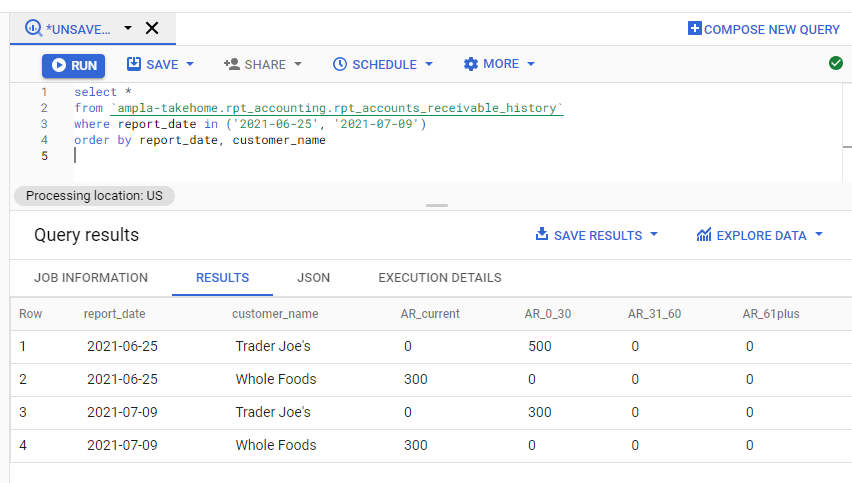 *UNSAVE...
COMPOSE NEW QUERY
RUN SAVE SHARE SCHEDULE MORE
1 select *
2 from `ampla-takehome.rpt_accounting.rpt_accounts_receivable_history`
3 where report_date in ('2021-06-25', '2021-07-09')
4 order by report_date, customer_name
5
Processing location: US
Query results
SAVE RESULTS EXPLORE DATA
JOB INFORMATION RESULTS JSON EXECUTION DETAILS
Row report_date customer_name AR_current AR_0_30 AR_31_60 AR_61plus
1 2021-06-25 Trader Joe's 0 500 0 0
2 2021-06-25 Whole Foods 300 0 0 0
3 2021-07-09 Trader Joe's 0 300 0 0
4 2021-07-09 Whole Foods 300 0 0 0